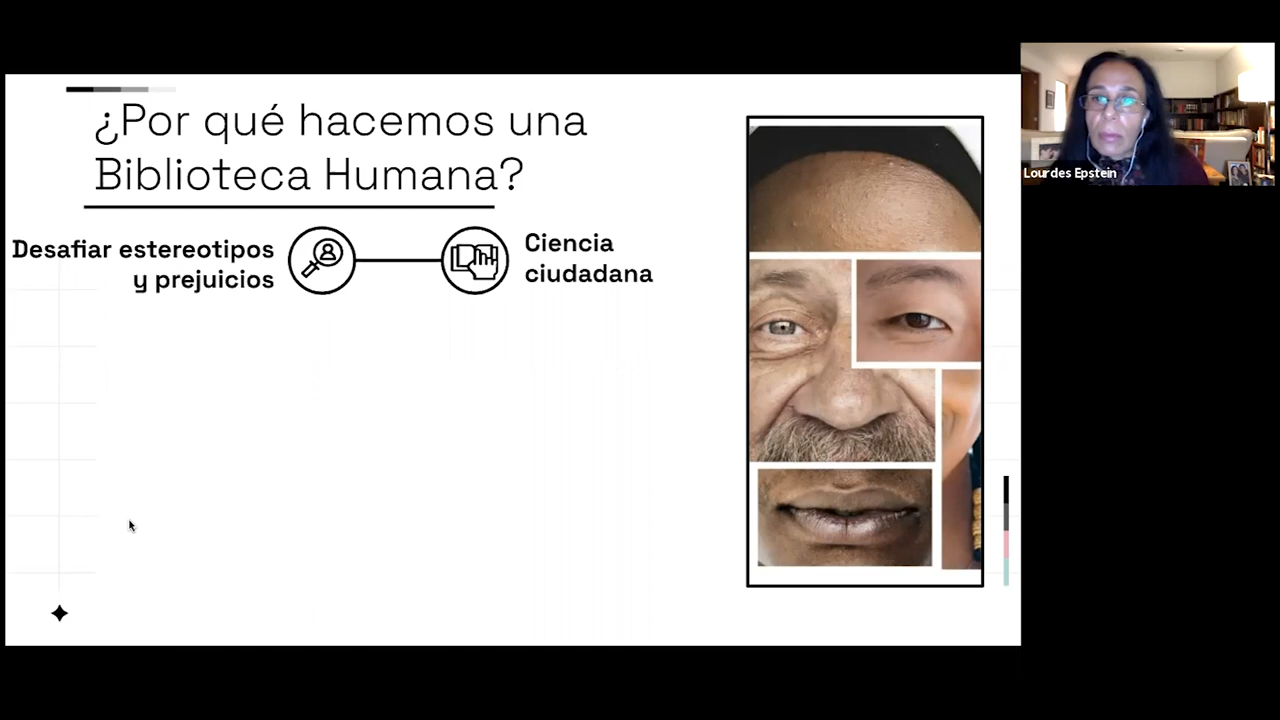 ¿Por qué hacemos una
Biblioteca Humana?
Desafiar estereotipos
y prejuicios
Ciencia
ciudadana
Lourdes Epstein